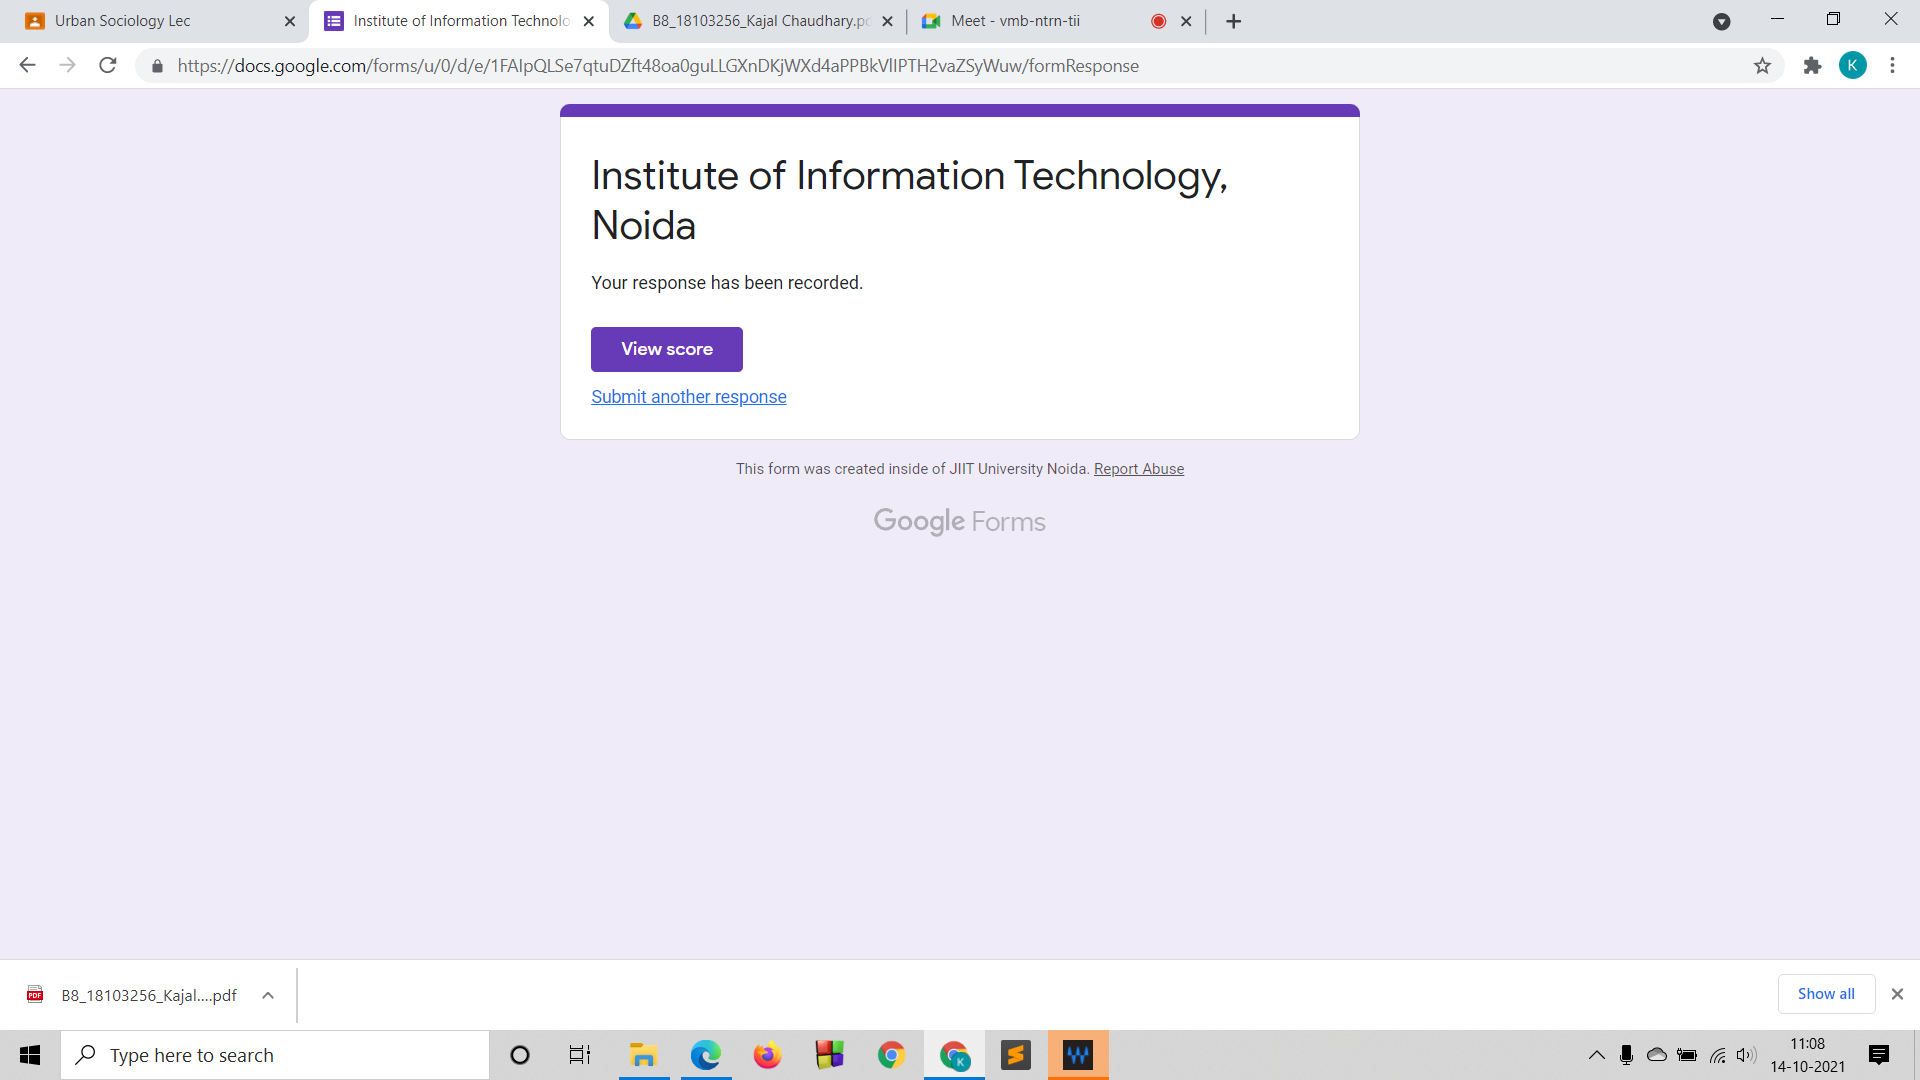 Urban Sociology Lec
Institute of Information Technolo
B8_18103256_Kajal Chaudhary.pd
Meet - vmb-ntrn-tii
https://docs.google.com/forms/u/0/d/e/1FAIpQLSe7qtuDZft48oa0guLLGXnDKjWXd4aPPBkVlIPTH2vaZSyWuw/formResponse
K
Institute of Information Technology,
Noida
Your response has been recorded.
View score
Submit another response
This form was created inside of JIIT University Noida. Report Abuse
Google Forms
PDF
B8_18103256_Kajal....pdf
Show all
Type here to search
K
11:08
14-10-2021